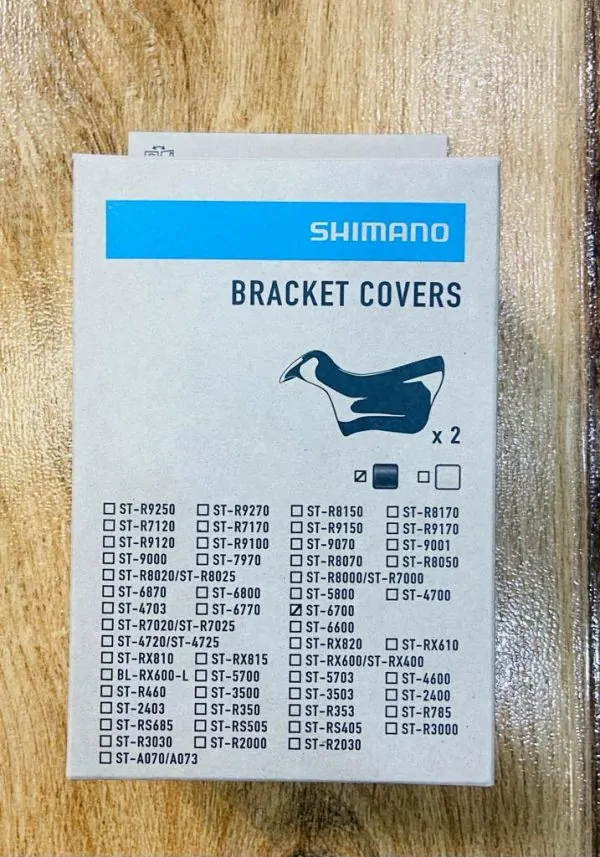 SHIMANO
BRACKET COVERS
x 2
ST-R9250 ST-R9270 ST-R8150 ST-R8170
ST-R7120 ST-R7170 ST-R9150 ST-R9170
ST-R9120 ST-R9100 ST-9070 ST-9001
ST-9000 ST-7970 ST-R8070 ST-R8050
ST-R8020/ST-R8025 ST-R8000/ST-R7000
ST-6870 ST-6800 ST-5800 ST-4700
ST-4703 ST-6770 ST-6700
ST-R7020/ST-R7025 ST-6600
ST-4720/ST-4725 ST-RX820 ST-RX610
ST-RX810 ST-RX815 ST-RX600/ST-RX400
BL-RX600-L ST-5700 ST-5703 ST-4600
ST-R460 ST-3500 ST-3503 ST-2400
ST-2403 ST-R350 ST-R353 ST-R785
ST-RS685 ST-RS505 ST-RS405 ST-R3000
ST-R3030 ST-R2000 ST-R2030
ST-A070/A073